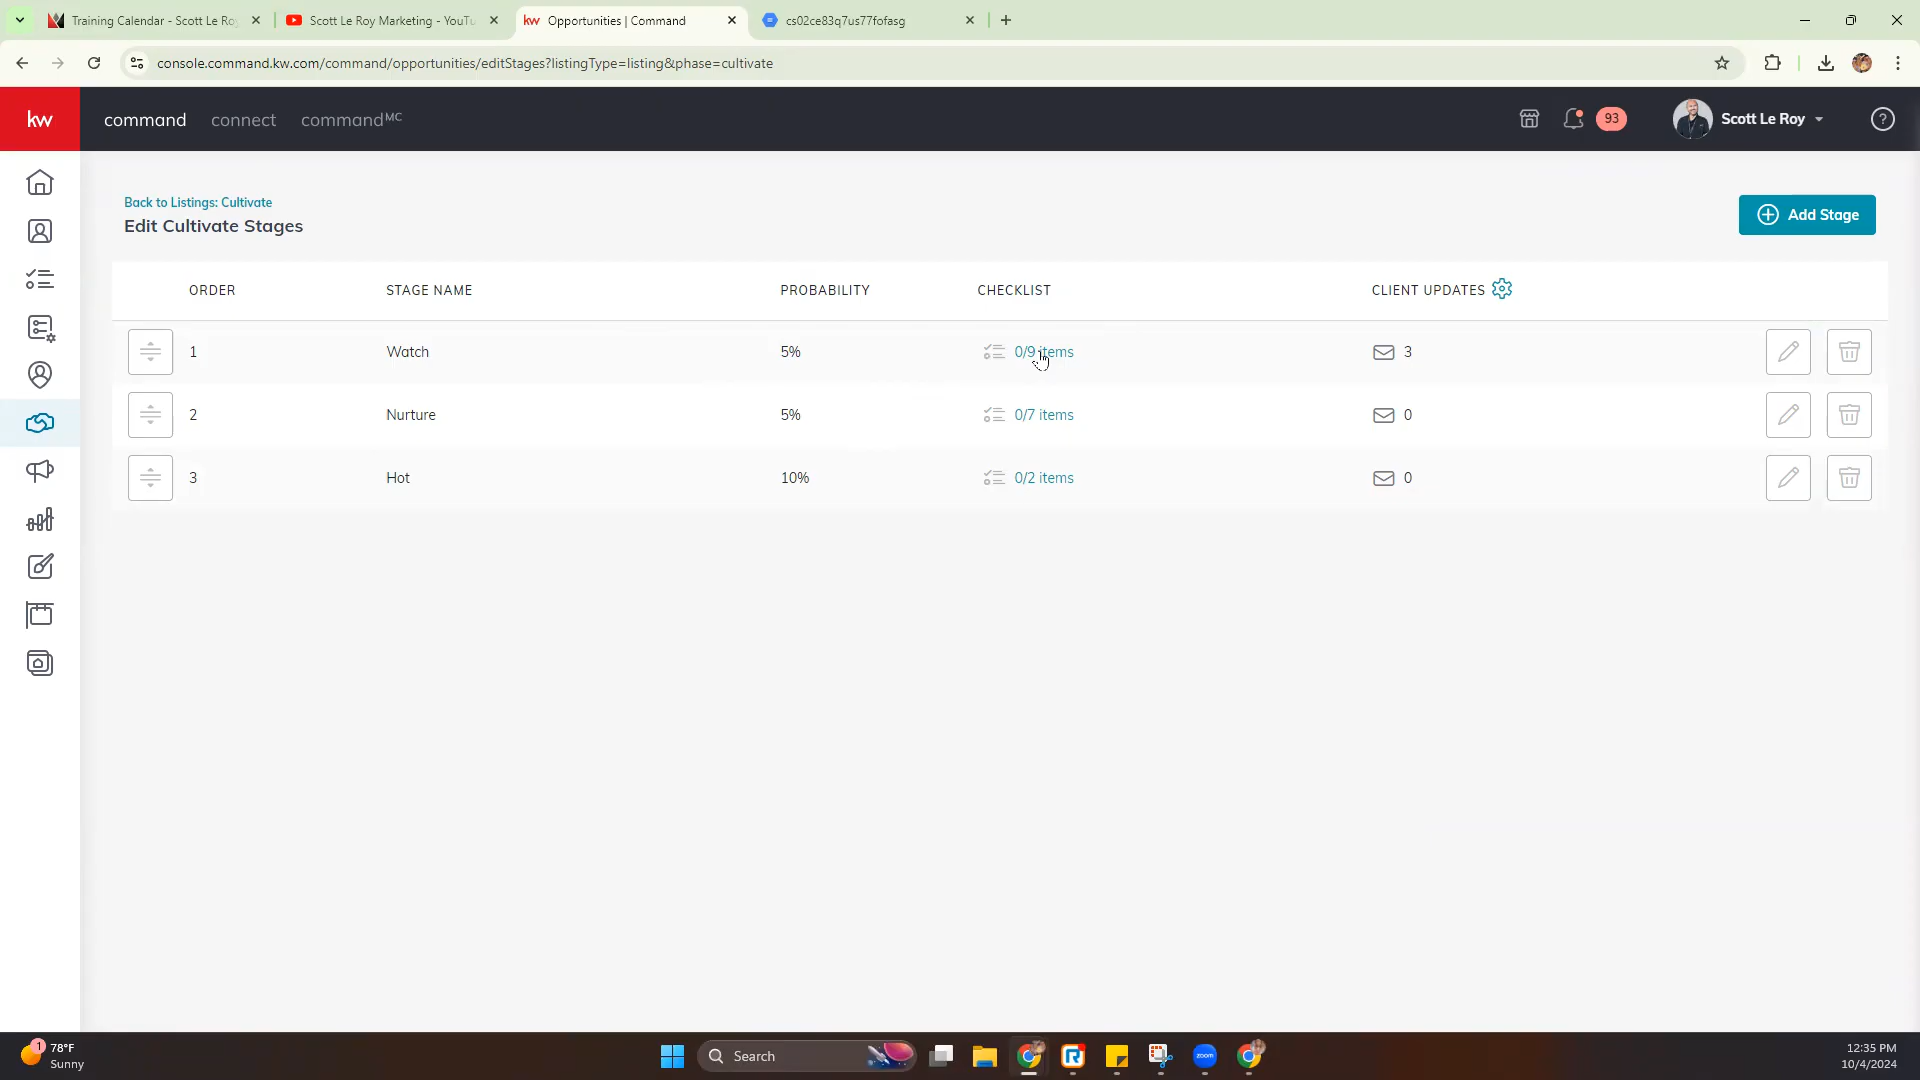 Training Calendar - Scott Le Ro
Scott Le Roy Marketing - YouTu
kw Opportunities | Command
cs02ce83q7us77fofasg
console.command.kw.com/command/opportunities/editStages?listingType=listing&phase=cultivate
kw
command
connect
commandMC
93
Scott Le Roy
?
Back to Listings: Cultivate
Edit Cultivate Stages
Add Stage
ORDER STAGE NAME PROBABILITY CHECKLIST CLIENT UPDATES
1 Watch 5% 0/9 items 3
2 Nurture 5% 0/7 items 0
3 Hot 10% 0/2 items 0
1
78°F
Sunny
Search
zoom
12:35 PM
10/4/2024